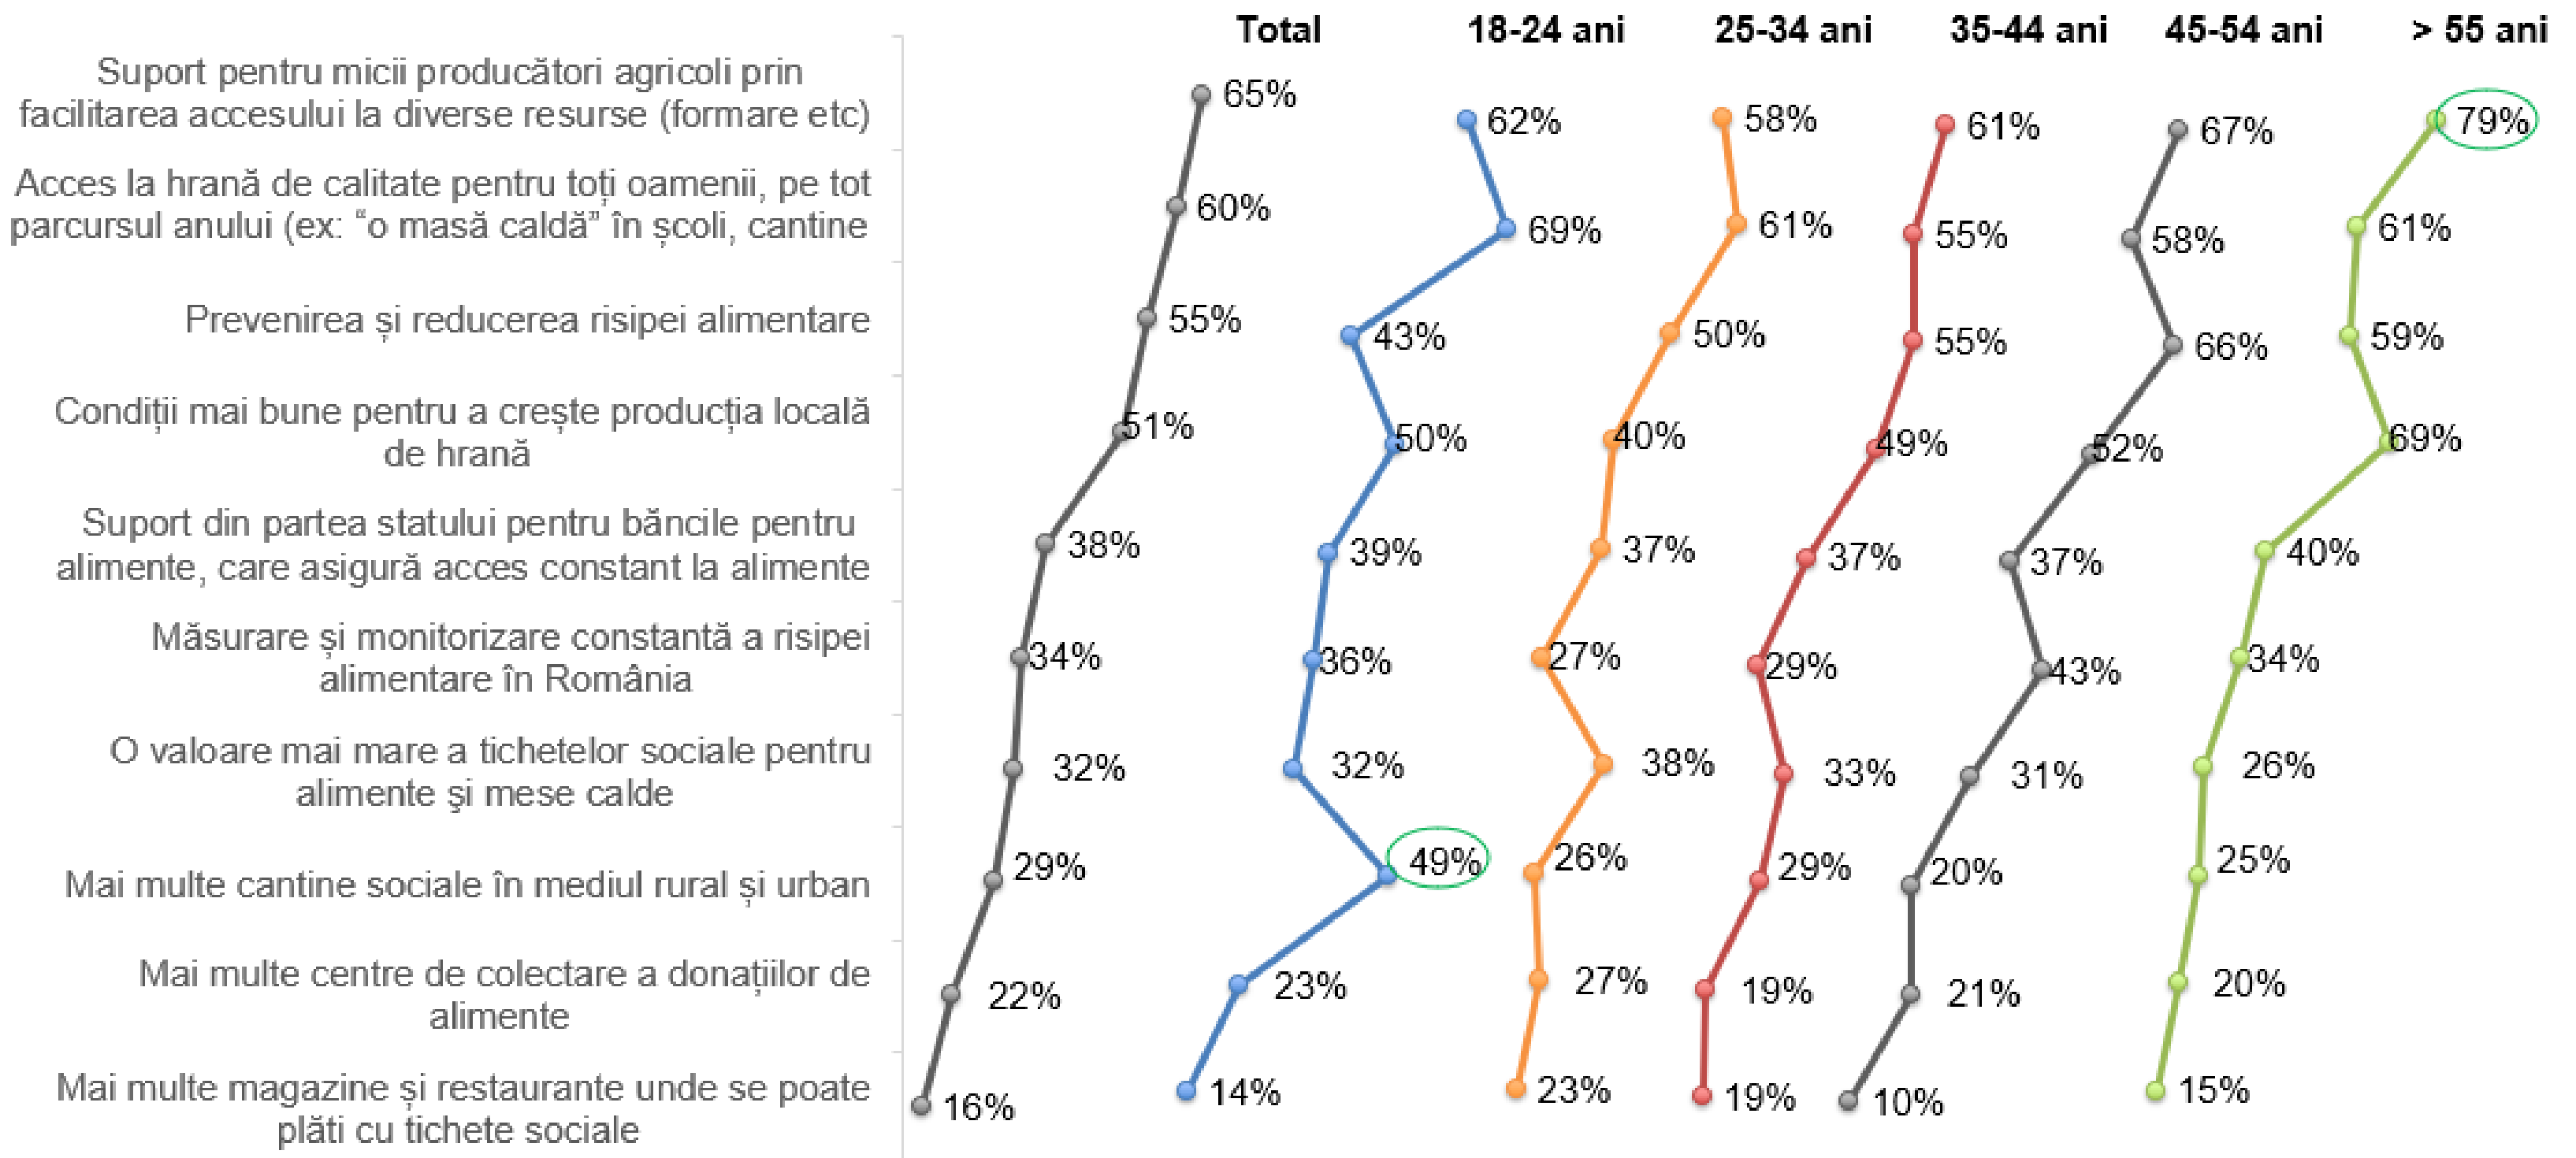 Total 18-24 ani 25-34 ani 35-44 ani 45-54 ani > 55 ani
Suport pentru micii producători agricoli prin
facilitarea accesului la diverse resurse (formare etc)
65% 62% 58% 61% 67% 79%
Acces la hrană de calitate pentru toți oamenii, pe tot
parcursul anului (ex: “o masă caldă” în școli, cantine
60% 69% 61% 55% 58% 61%
Prevenirea și reducerea risipei alimentare
55% 43% 50% 55% 66% 59%
Condiții mai bune pentru a crește producția locală
de hrană
51% 50% 40% 49% 52% 69%
Suport din partea statului pentru băncile pentru
alimente, care asigură acces constant la alimente
38% 39% 37% 37% 37% 40%
Măsurare și monitorizare constantă a risipei
alimentare în România
34% 36% 27% 29% 43% 34%
O valoare mai mare a tichetelor sociale pentru
alimente şi mese calde
32% 32% 38% 33% 31% 26%
Mai multe cantine sociale în mediul rural și urban
29% 49% 26% 29% 20% 25%
Mai multe centre de colectare a donațiilor de
alimente
22% 23% 27% 19% 21% 20%
Mai multe magazine și restaurante unde se poate
plăti cu tichete sociale
16% 14% 23% 19% 10% 15%